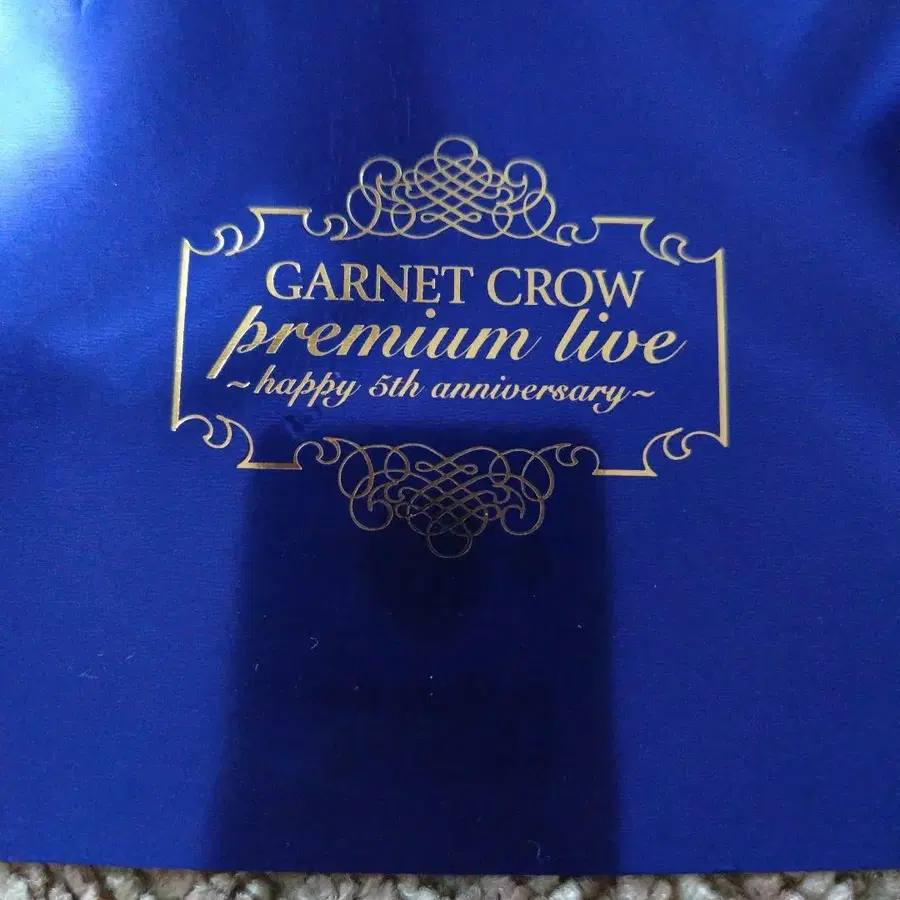 GARNET CROW
premium live
~happy 5th anniversary~